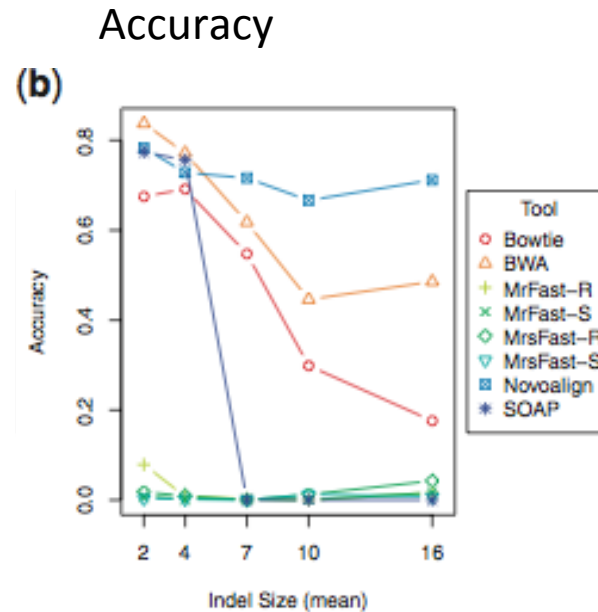 Accuracy
(b)
0.8
0.6
0.4
0.2
0.0
Accuracy
2 4 7 10 16
Indel Size (mean)
Tool
Bowtie
BWA
MrFast-R
MrFast-S
MrsFast-R
MrsFast-S
Novoalign
SOAP